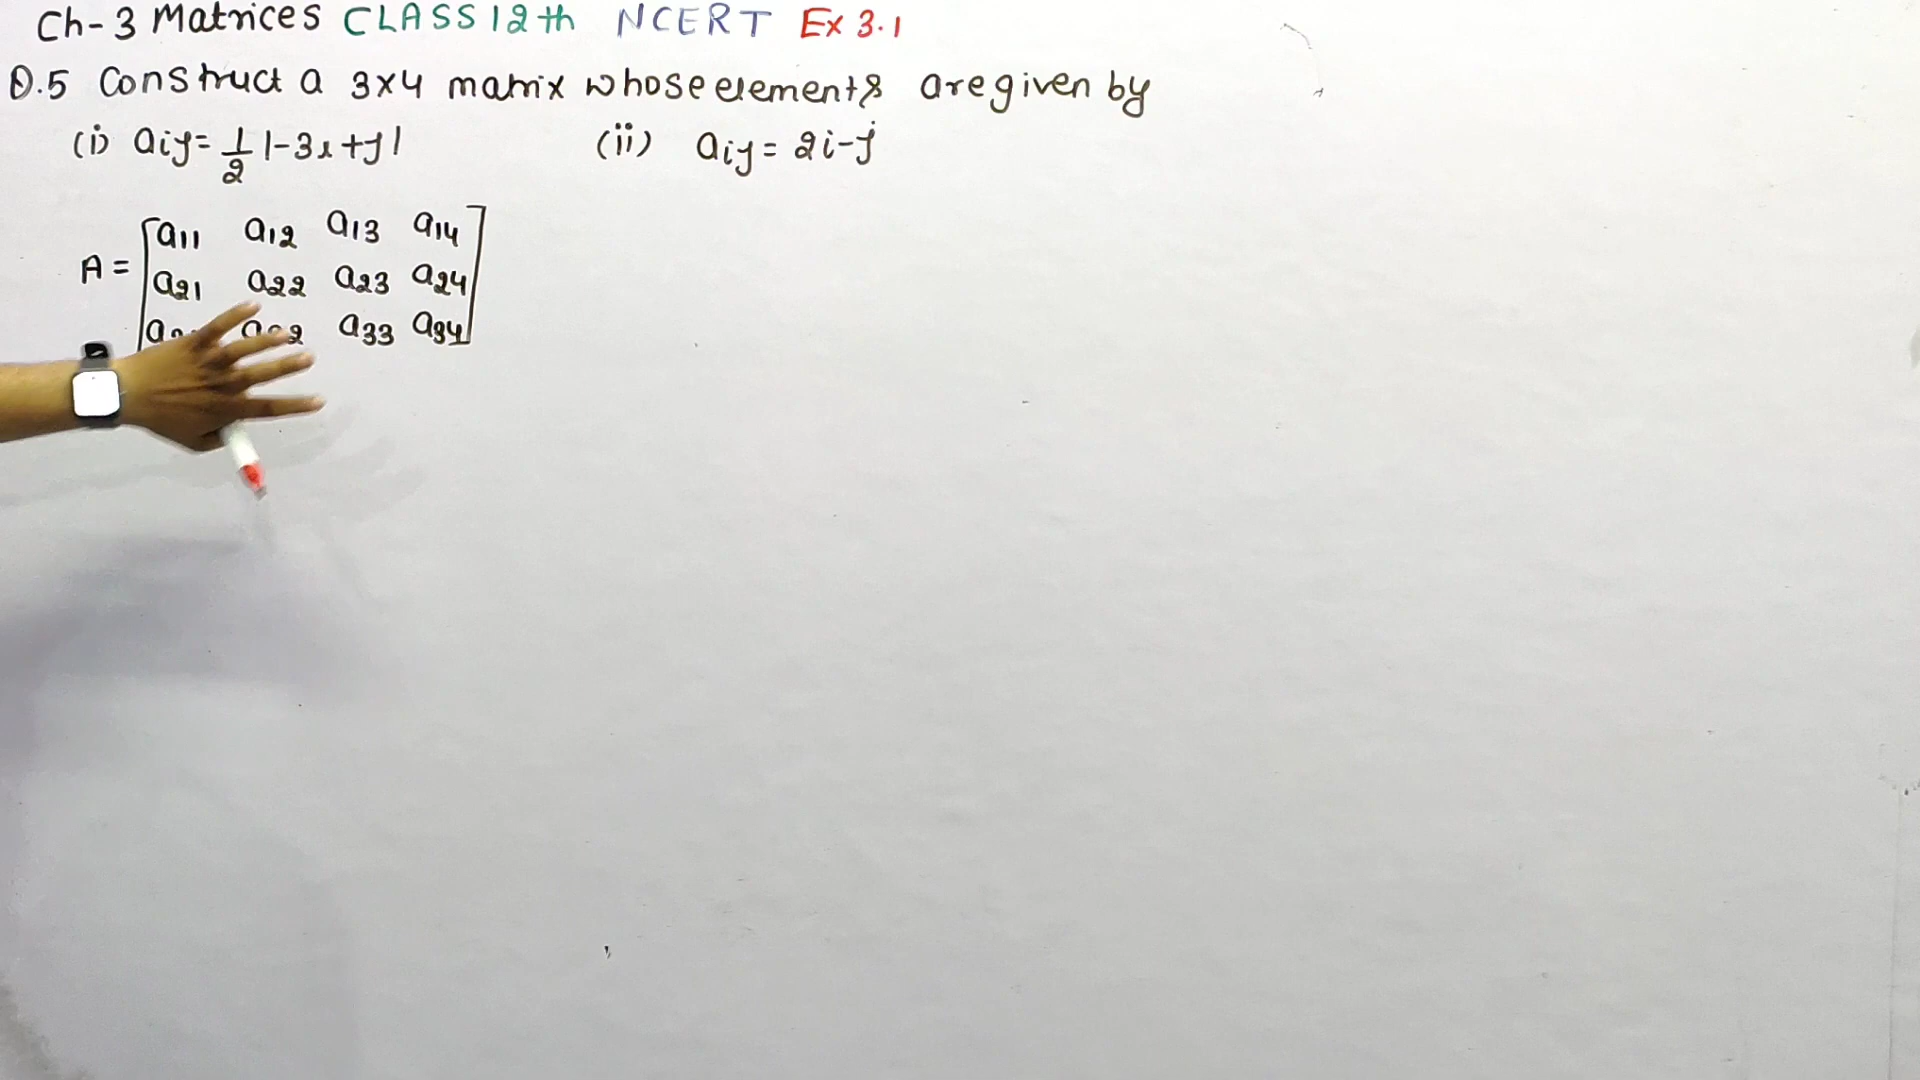 Ch-3 Matrices CLASS 12th NCERT Ex 3.1
Q.5 Construct a 3x4 matrix whose elements are given by
(i) aij = 1/2 |-3i+j| (ii) aij = 2i-j
A = [a11 a12 a13 a14
a21 a22 a23 a24
a33 a34]